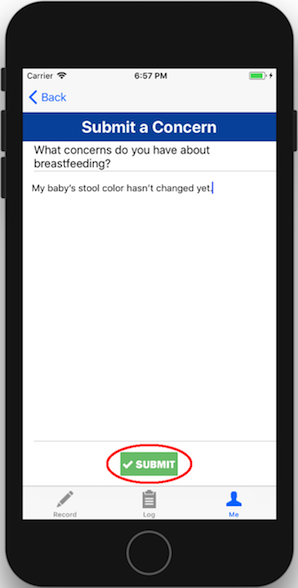 Carrier 6:57 PM
Back
Submit a Concern
What concerns do you have about
breastfeeding?
My baby's stool color hasn't changed yet.
SUBMIT
Record Log Me